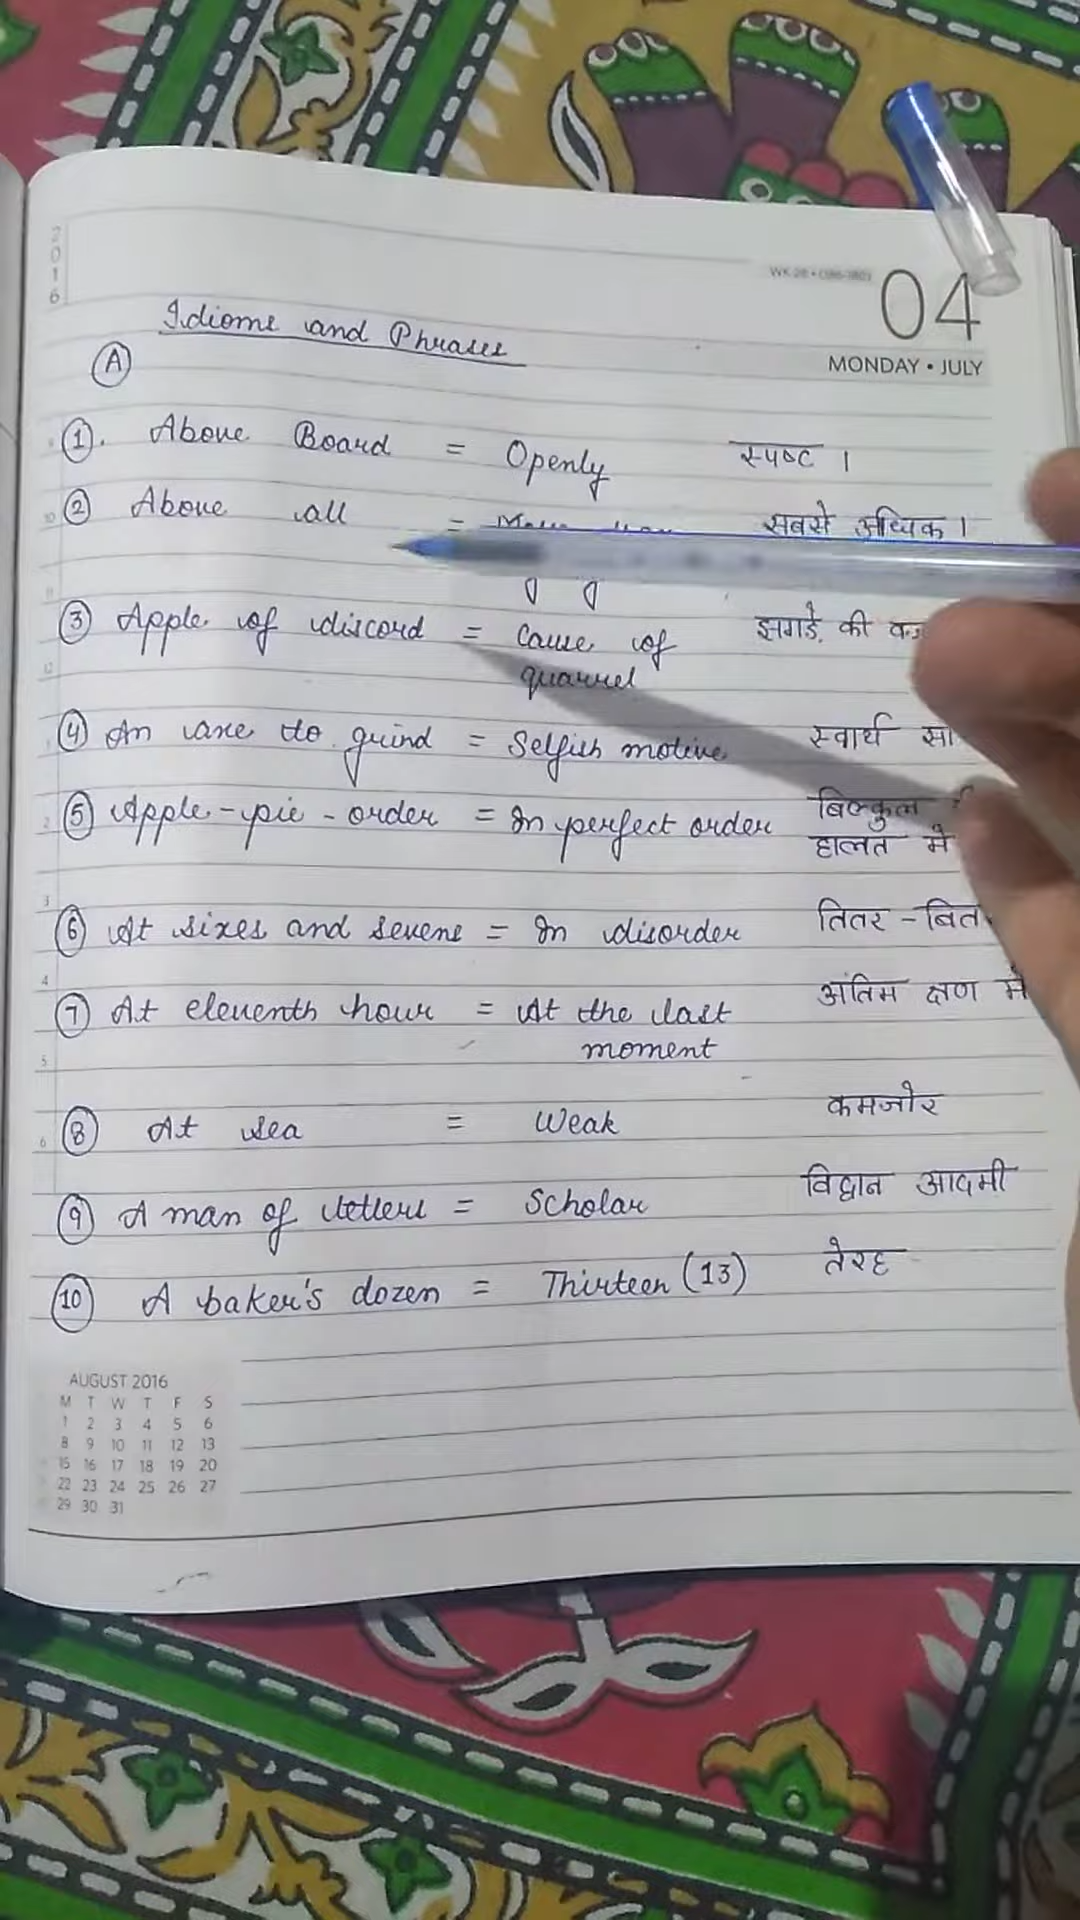 2016
04
MONDAY • JULY
Idioms and Phrases
A
1. Above Board = Openly स्पष्ट ।
2 Above all = सबसे अधिक ।
3 Apple of discord = Cause of झगडे की
quarrel
4 An axe to grind = Selfish motive स्वार्थ
5 Apple-pie-order = In perfect order बिल्कुल
हालत में
6 At sixes and sevens = In disorder तितर-
7 At eleventh hour = At the last अंतिम क्षण में
moment
8 At sea = Weak कमजोर
9 A man of letters = Scholar विद्वान आदमी
10 A baker's dozen = Thirteen (13) तेरह
AUGUST 2016
M T W T F S
1 2 3 4 5 6
8 9 10 11 12 13
15 16 17 18 19 20
22 23 24 25 26 27
29 30 31